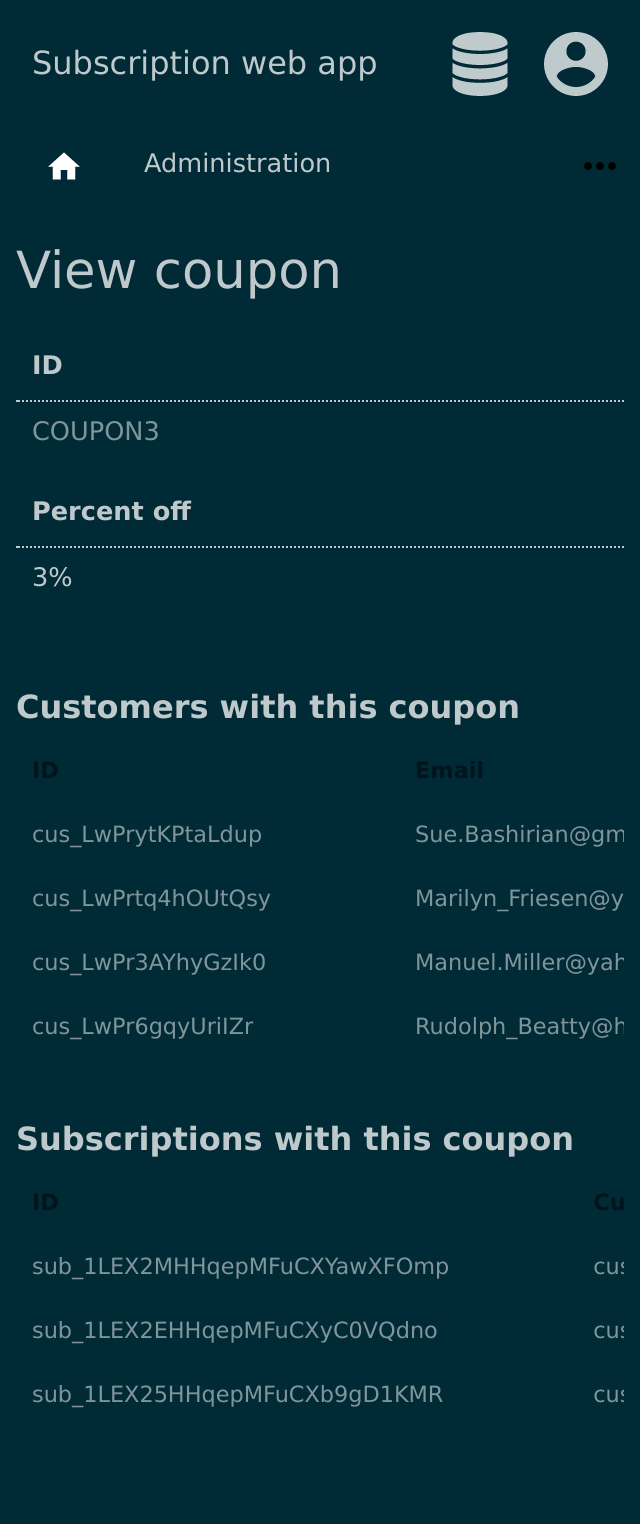 Subscription web app
Administration
View coupon
ID
COUPON3
Percent off
3%
Customers with this coupon
ID Email
cus_LwPrytKPtaLdup Sue.Bashirian@gm
cus_LwPrtq4hOUtQsy Marilyn_Friesen@y
cus_LwPr3AYhyGzIk0 Manuel.Miller@yah
cus_LwPr6gqyUriIZr Rudolph_Beatty@h
Subscriptions with this coupon
ID Cu
sub_1LEX2MHHqepMFuCXYawXFOmp cus
sub_1LEX2EHHqepMFuCXyC0VQdno cus
sub_1LEX25HHqepMFuCXb9gD1KMR cus